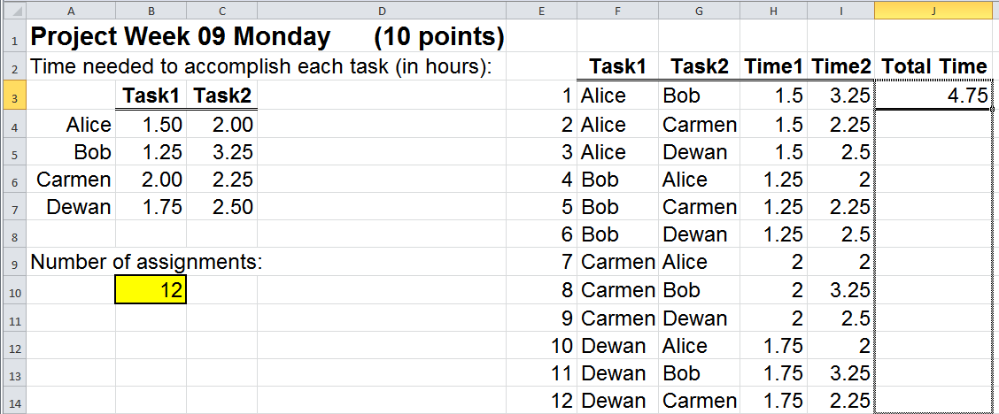 A B C D E F G H I J
1 Project Week 09 Monday (10 points)
2 Time needed to accomplish each task (in hours): Task1 Task2 Time1 Time2 Total Time
3 Task1 Task2 1 Alice Bob 1.5 3.25 4.75
4 Alice 1.50 2.00 2 Alice Carmen 1.5 2.25
5 Bob 1.25 3.25 3 Alice Dewan 1.5 2.5
6 Carmen 2.00 2.25 4 Bob Alice 1.25 2
7 Dewan 1.75 2.50 5 Bob Carmen 1.25 2.25
8 6 Bob Dewan 1.25 2.5
9 Number of assignments: 7 Carmen Alice 2 2
10 12 8 Carmen Bob 2 3.25
11 9 Carmen Dewan 2 2.5
12 10 Dewan Alice 1.75 2
13 11 Dewan Bob 1.75 3.25
14 12 Dewan Carmen 1.75 2.25